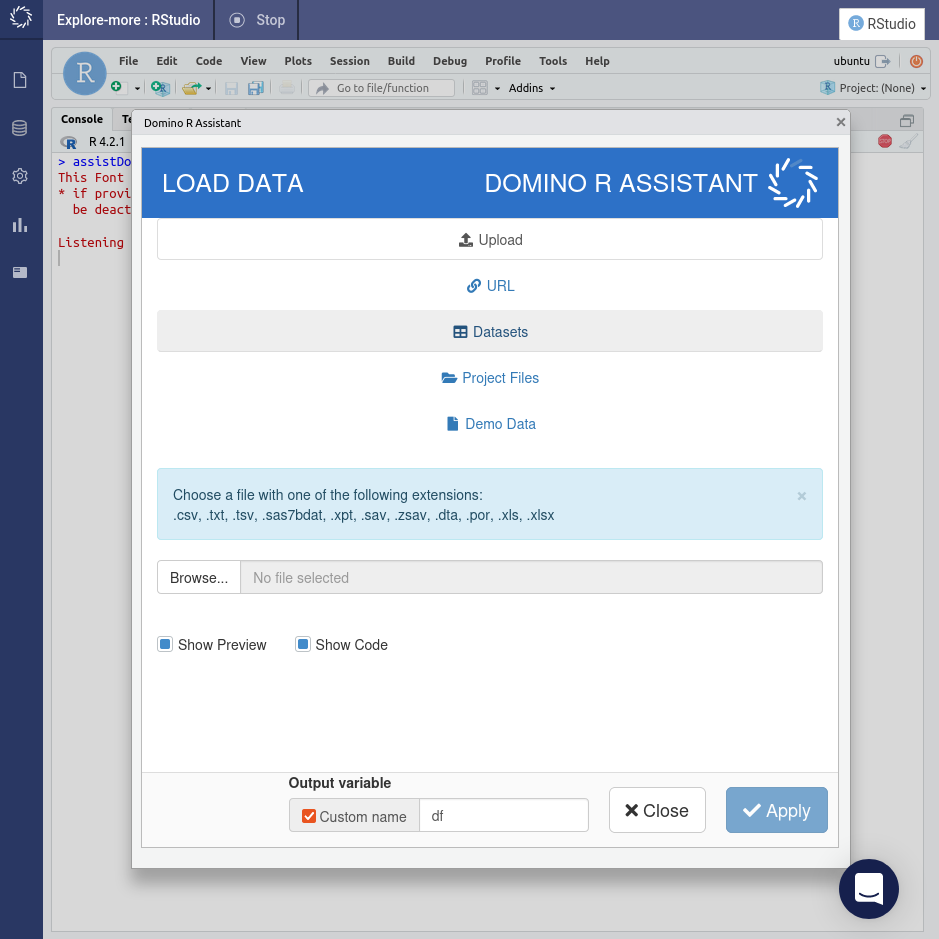 Explore-more : RStudio
Stop
RStudio
R
File Edit Code View Plots Session Build Debug Profile Tools Help
ubuntu
Go to file/function
Addins
Project: (None)
Console
R 4.2.1
> assistDo
This Font
* if provi
be deact
Listening
Domino R Assistant
LOAD DATA
DOMINO R ASSISTANT
Upload
URL
Datasets
Project Files
Demo Data
Choose a file with one of the following extensions:
.csv, .txt, .tsv, .sas7bdat, .xpt, .sav, .zsav, .dta, .por, .xls, .xlsx
Browse...
No file selected
Show Preview
Show Code
Output variable
Custom name
df
Close
Apply